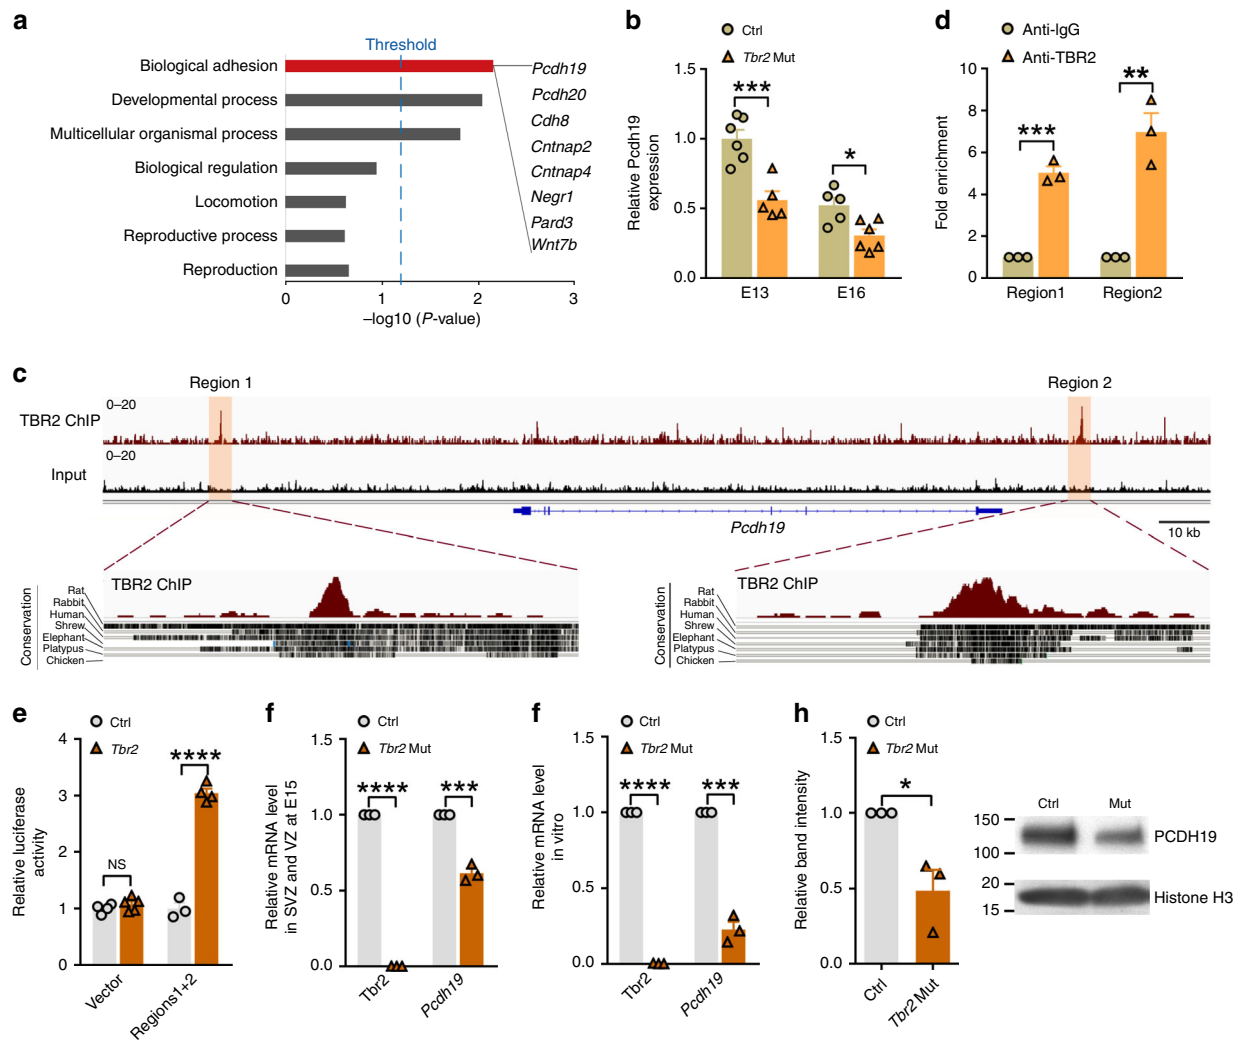 a
Threshold
Biological adhesion
Developmental process
Multicellular organismal process
Biological regulation
Locomotion
Reproductive process
Reproduction
0 1 2 3
–log10 (P-value)
Pcdh19
Pcdh20
Cdh8
Cntnap2
Cntnap4
Negr1
Pard3
Wnt7b
b
Ctrl
Tbr2 Mut
Relative Pcdh19
expression
1.5
1.0
0.5
0.0
***
*
E13 E16
d
Anti-IgG
Anti-TBR2
Fold enrichment
10
8
6
4
2
0
***
**
Region1 Region2
c
Region 1 Region 2
TBR2 ChIP
0–20
Input
0–20
Pcdh19
10 kb
TBR2 ChIP
Conservation
Rat
Rabbit
Human
Shrew
Elephant
Platypus
Chicken
TBR2 ChIP
Conservation
Rat
Rabbit
Human
Shrew
Elephant
Platypus
Chicken
e
Ctrl
Tbr2
Relative luciferase
activity
4
3
2
1
0
NS
****
Vector
Regions1+2
f
Ctrl
Tbr2 Mut
Relative mRNA level
in SVZ and VZ at E15
1.5
1.0
0.5
0.0
****
***
Tbr2
Pcdh19
f
Ctrl
Tbr2 Mut
Relative mRNA level
in vitro
1.5
1.0
0.5
0.0
****
***
Tbr2
Pcdh19
h
Ctrl
Tbr2 Mut
Relative band intensity
1.5
1.0
0.5
0.0
*
Ctrl
Tbr2 Mut
Ctrl Mut
150
100
PCDH19
20
15
Histone H3